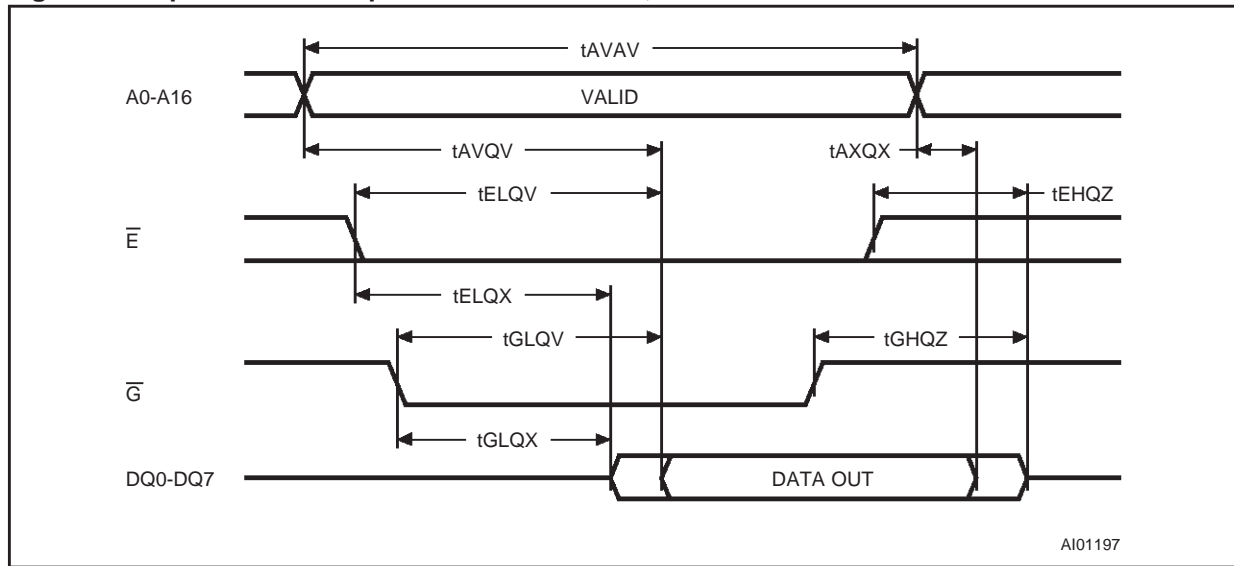 tAVAV
A0-A16
VALID
tAVQV
tAXQX
tELQV
tEHQZ
E̅
tELQX
tGLQV
tGHQZ
G̅
tGLQX
DQ0-DQ7
DATA OUT
AI01197